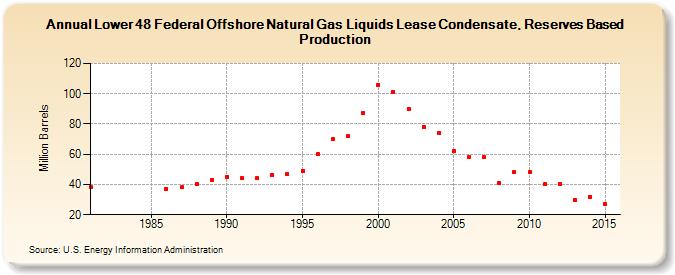 Annual Lower 48 Federal Offshore Natural Gas Liquids Lease Condensate, Reserves Based
Production
Million Barrels
120
100
80
60
40
20
1985 1990 1995 2000 2005 2010 2015
Source: U.S. Energy Information Administration